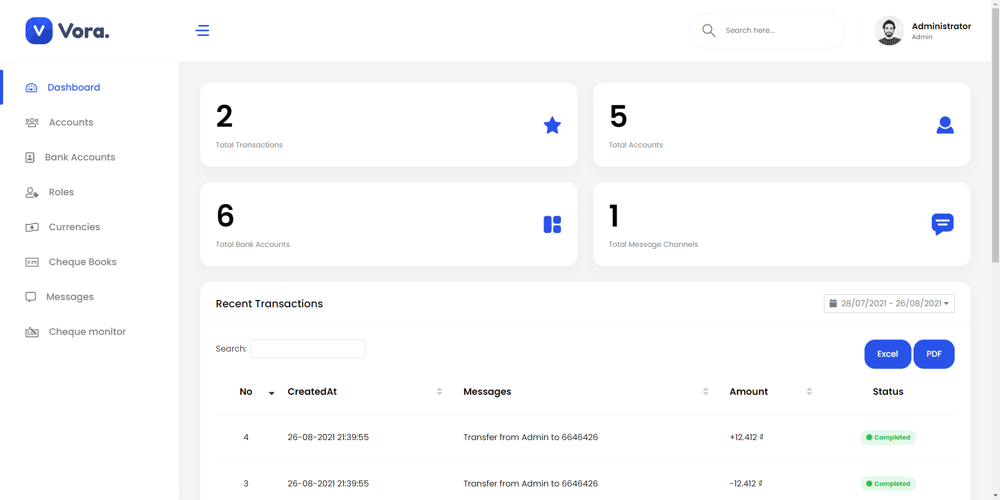 V Vora.
Search here...
Administrator
Admin
Dashboard
Accounts
Bank Accounts
Roles
Currencies
Cheque Books
Messages
Cheque monitor
2
Total Transactions
5
Total Accounts
6
Total Bank Accounts
1
Total Message Channels
Recent Transactions
28/07/2021 - 26/08/2021
Search:
Excel PDF
No CreatedAt Messages Amount Status
4 26-08-2021 21:39:55 Transfer from Admin to 6646426 +12.412 ₫ Completed
3 26-08-2021 21:39:55 Transfer from Admin to 6646426 -12.412 ₫ Completed